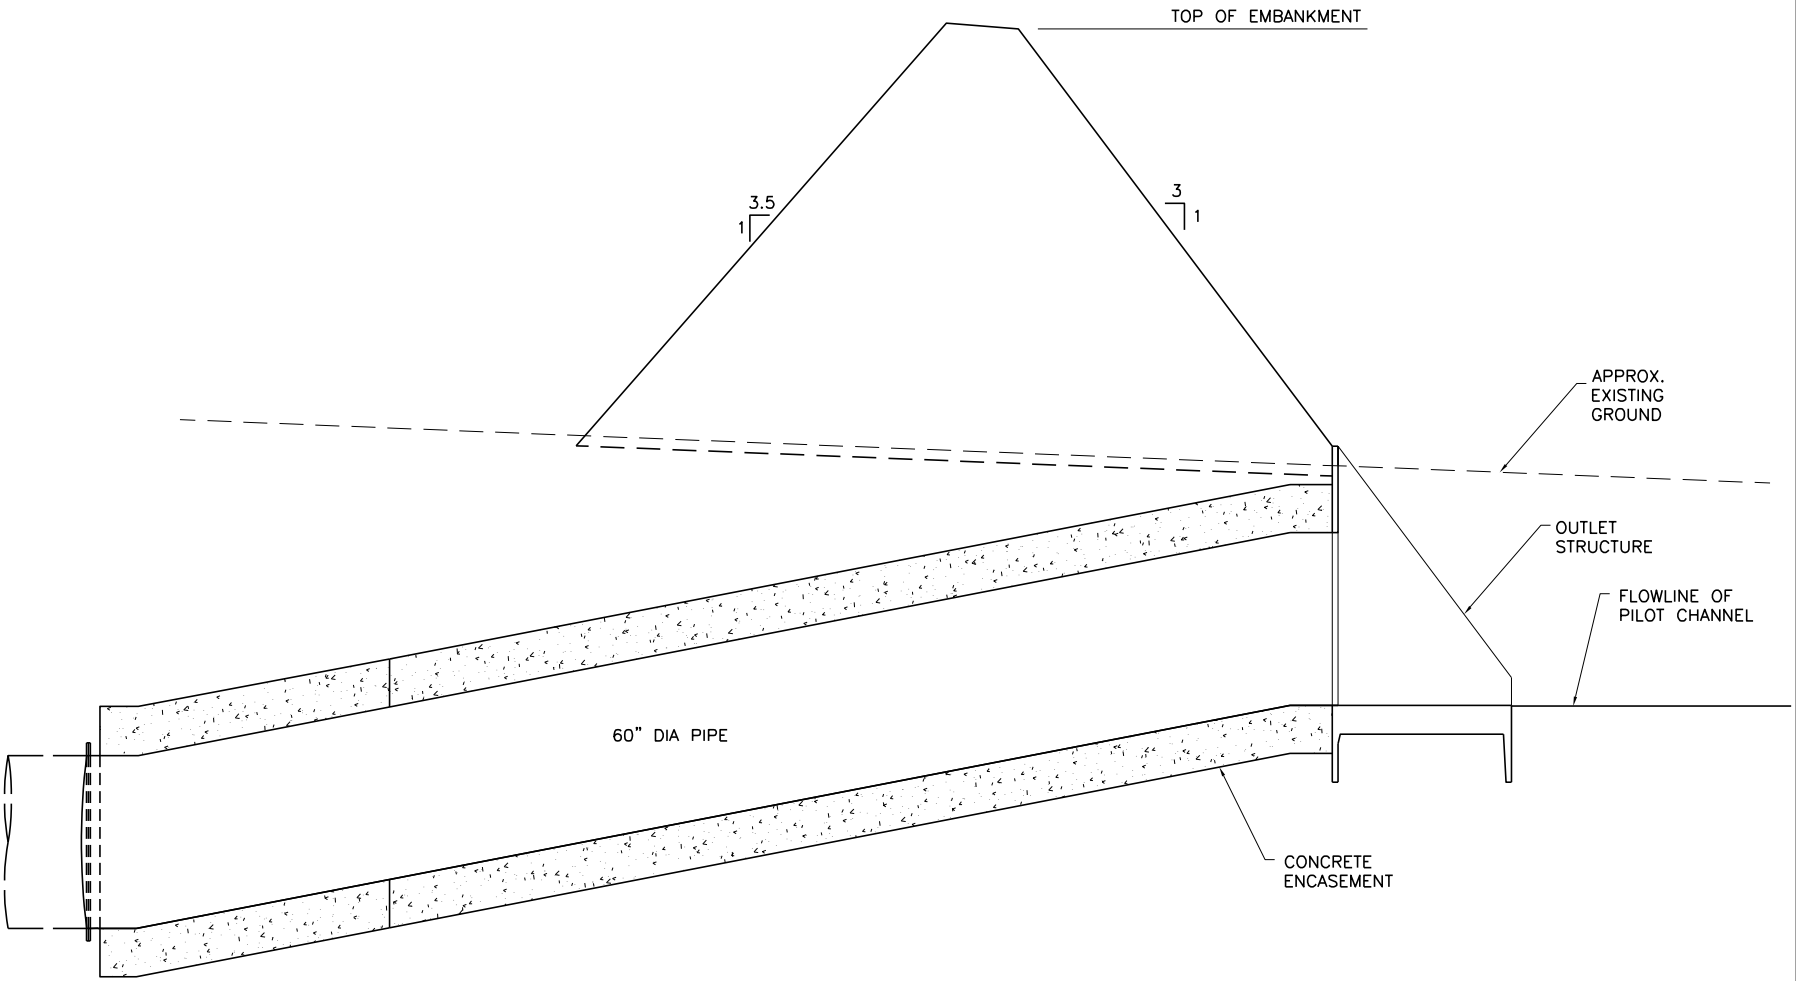 TOP OF EMBANKMENT
3.5
1
3
1
APPROX.
EXISTING
GROUND
OUTLET
STRUCTURE
FLOWLINE OF
PILOT CHANNEL
60" DIA PIPE
CONCRETE
ENCASEMENT